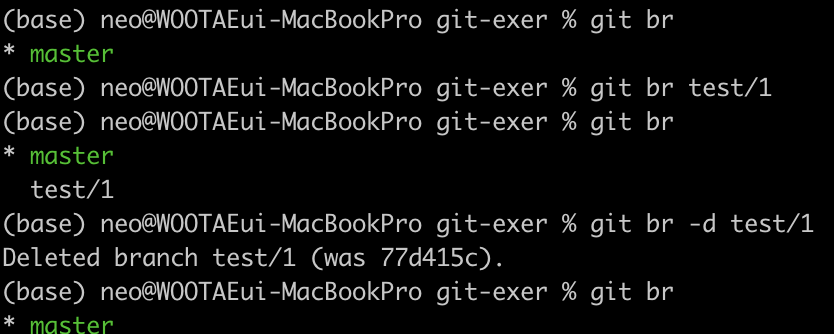 (base) neo@WOOTAEui-MacBookPro git-exer % git br
* master
(base) neo@WOOTAEui-MacBookPro git-exer % git br test/1
(base) neo@WOOTAEui-MacBookPro git-exer % git br
* master
  test/1
(base) neo@WOOTAEui-MacBookPro git-exer % git br -d test/1
Deleted branch test/1 (was 77d415c).
(base) neo@WOOTAEui-MacBookPro git-exer % git br
* master